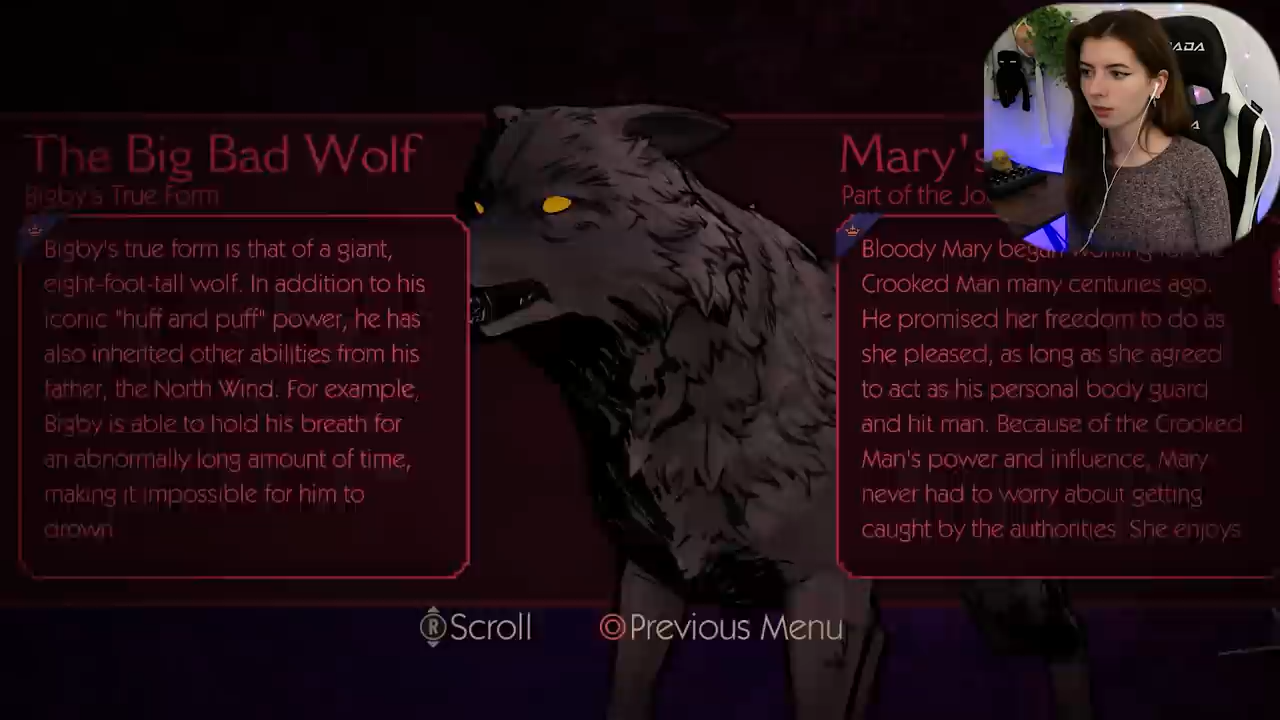 The Big Bad Wolf
Bigby's True Form
Bigby's true form is that of a giant,
eight-foot-tall wolf. In addition to his
iconic "huff and puff" power, he has
also inherited other abilities from his
father, the North Wind. For example,
Bigby is able to hold his breath for
an abnormally long amount of time,
making it impossible for him to
drown
Mary's
Part of the
Bloody Mary began working for
Crooked Man many centuries ago.
He promised her freedom to do as
she pleased, as long as she agreed
to act as his personal body guard
and hit man. Because of the Crooked
Man's power and influence, Mary
never had to worry about getting
caught by the authorities. She enjoys
R Scroll
Previous Menu